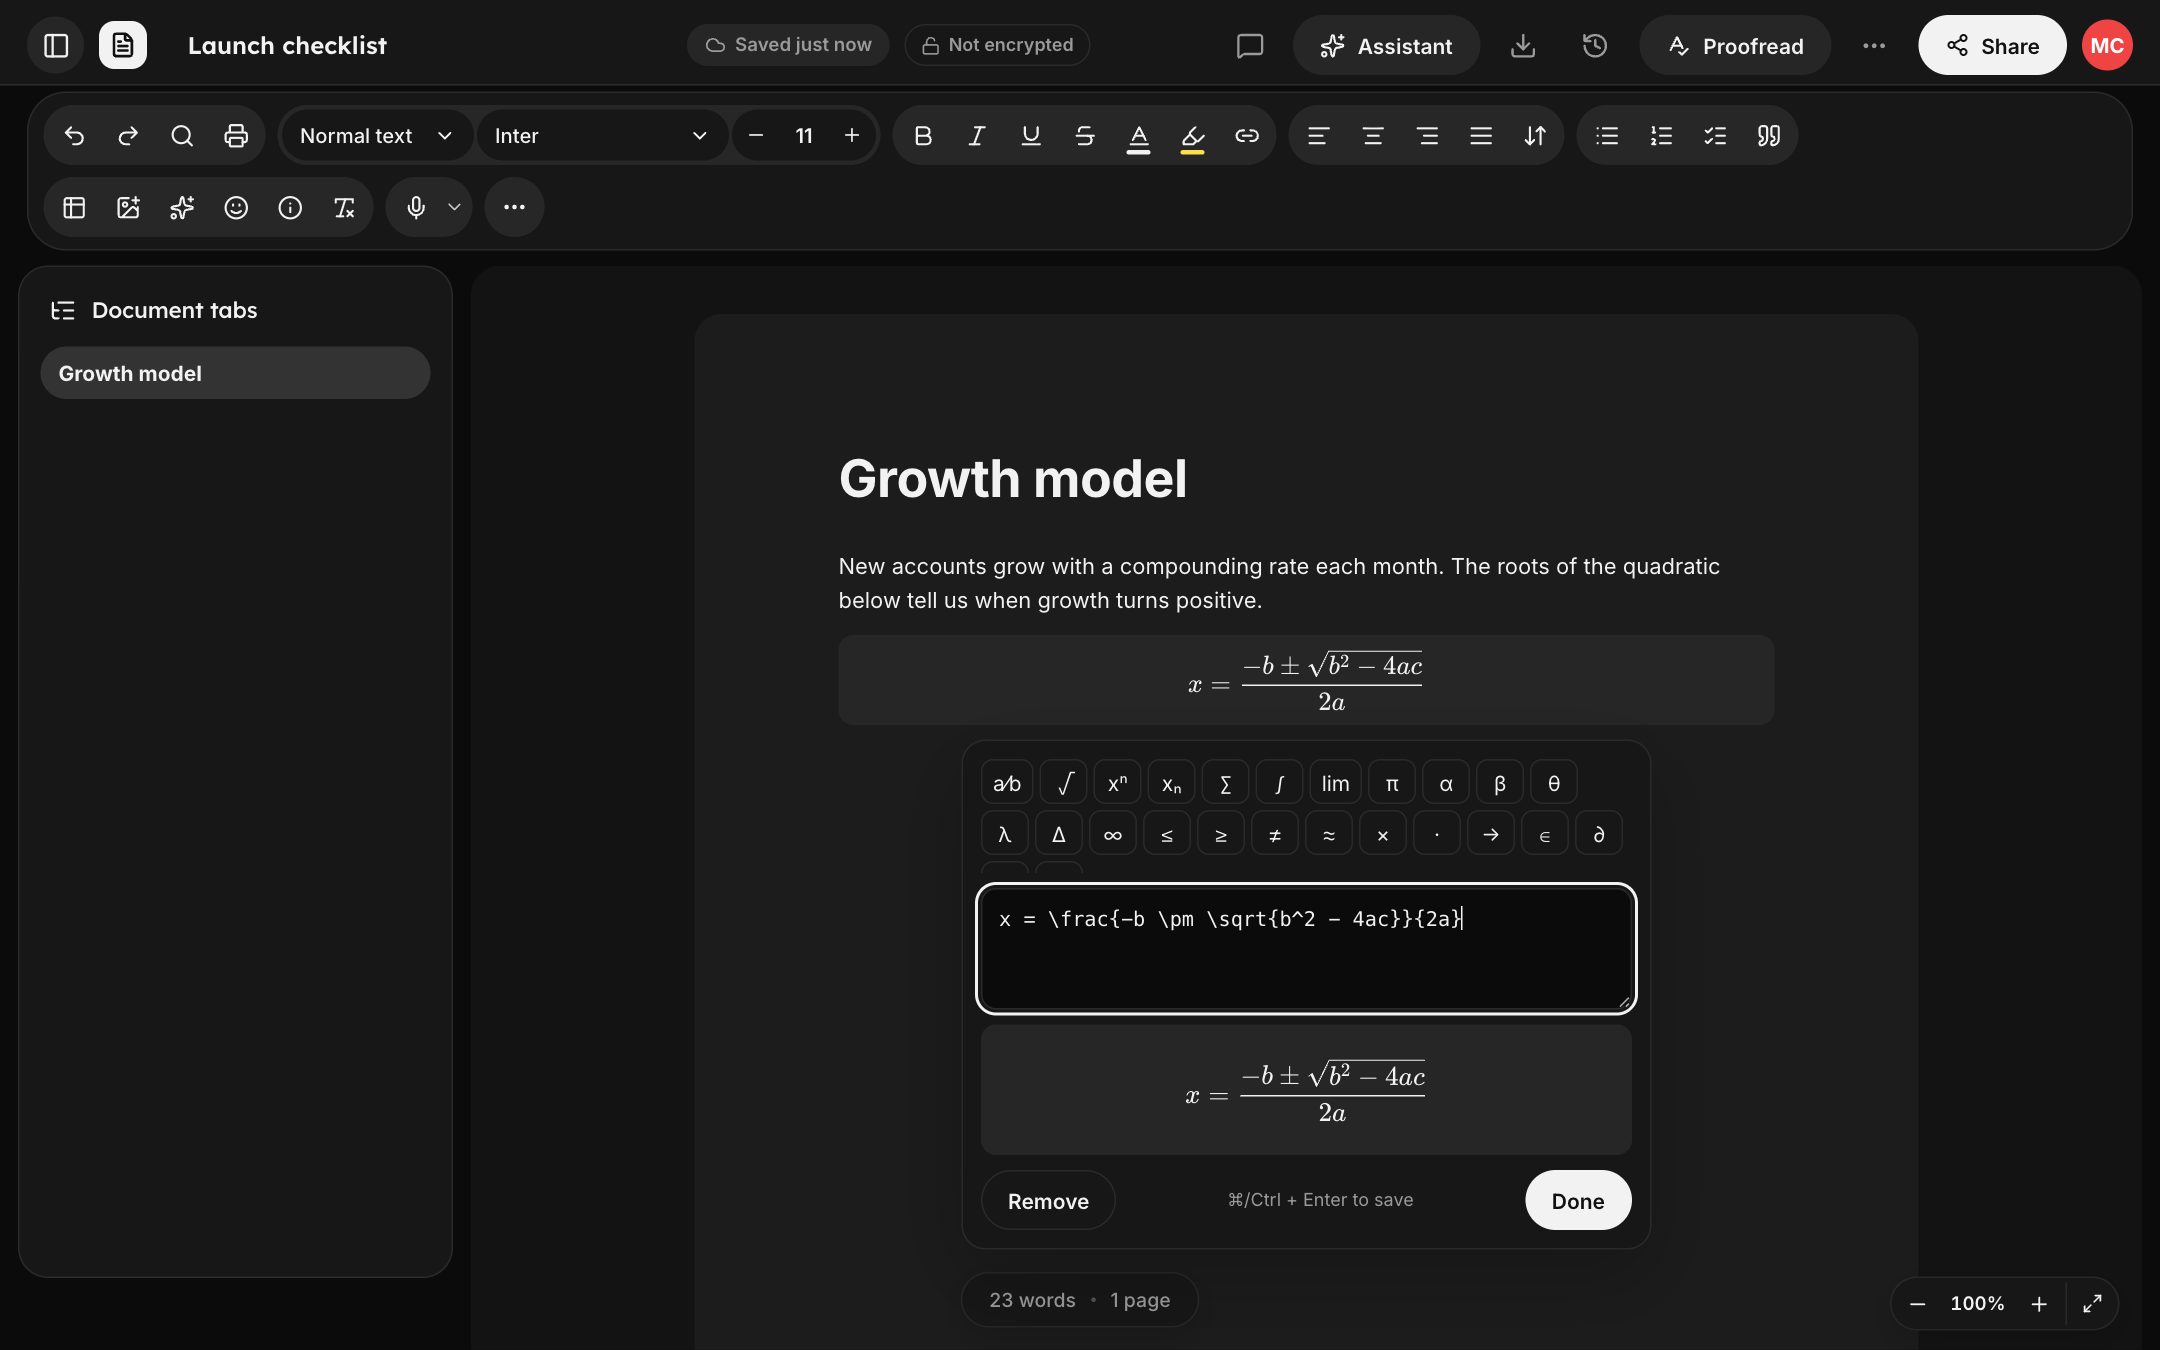 Launch checklist
Saved just now
Not encrypted
Assistant
Proofread
Share
MC
Normal text
Inter
11
Document tabs
Growth model
Growth model
New accounts grow with a compounding rate each month. The roots of the quadratic
below tell us when growth turns positive.
x = \frac{−b ± √(b² − 4ac)}{2a}
a⁄b √ xⁿ xₙ ∑ ∫ lim π α β θ
λ Δ ∞ ≤ ≥ ≠ ≈ × · → ∈ ∂
x = \frac{−b \pm \sqrt{b^2 − 4ac}}{2a}
x = \frac{−b ± √(b² − 4ac)}{2a}
Remove
⌘/Ctrl + Enter to save
Done
23 words • 1 page
100%